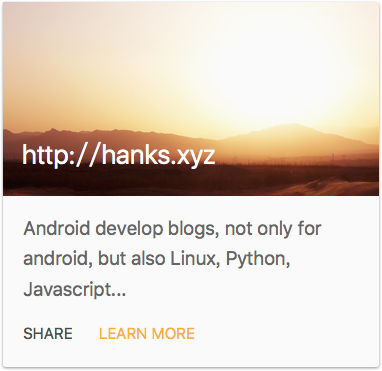 http://hanks.xyz
Android develop blogs, not only for
android, but also Linux, Python,
Javascript...
SHARE LEARN MORE